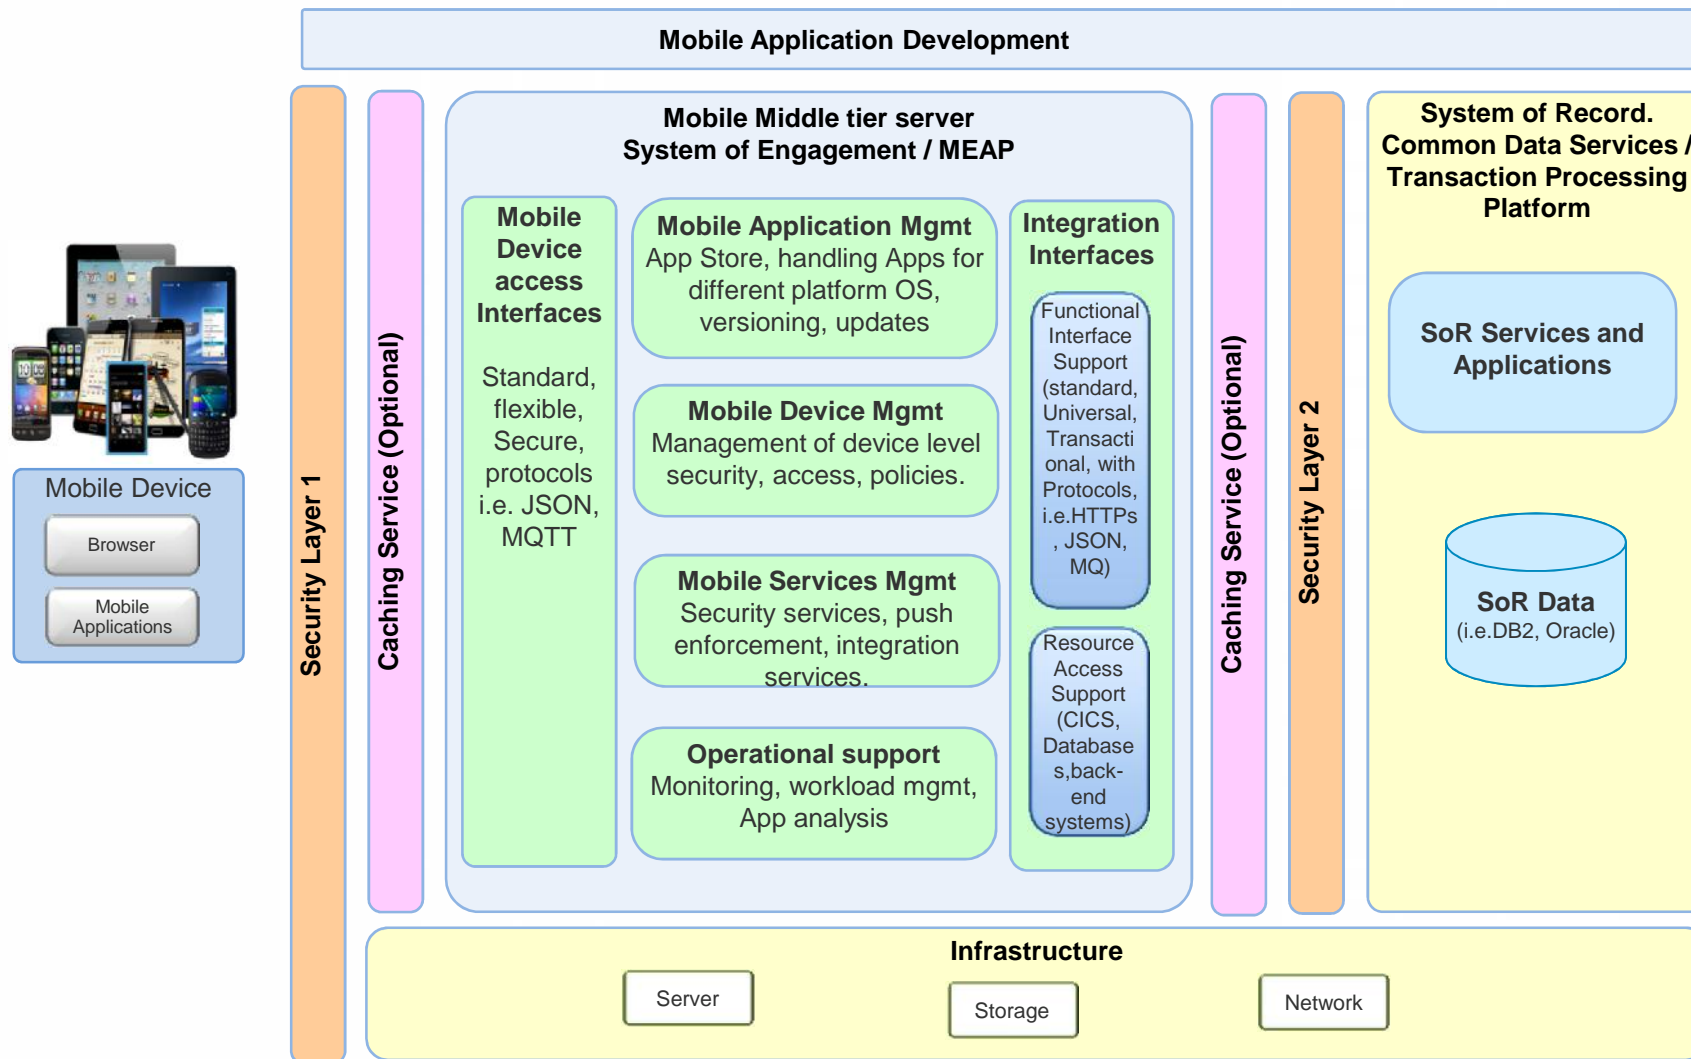 Mobile Application Development
Mobile Device
Browser
Mobile
Applications
Security Layer 1
Caching Service (Optional)
Mobile Middle tier server
System of Engagement / MEAP
Mobile
Device
access
Interfaces
Standard,
flexible,
Secure,
protocols
i.e. JSON,
MQTT
Mobile Application Mgmt
App Store, handling Apps for
different platform OS,
versioning, updates
Mobile Device Mgmt
Management of device level
security, access, policies.
Mobile Services Mgmt
Security services, push
enforcement, integration
services.
Operational support
Monitoring, workload mgmt,
App analysis
Integration
Interfaces
Functional
Interface
Support
(standard,
Universal,
Transacti
onal, with
Protocols,
i.e.HTTPs
, JSON,
MQ)
Resource
Access
Support
(CICS,
Database
s,back-
end
systems)
Caching Service (Optional)
Security Layer 2
System of Record.
Common Data Services /
Transaction Processing
Platform
SoR Services and
Applications
SoR Data
(i.e.DB2, Oracle)
Infrastructure
Server
Storage
Network